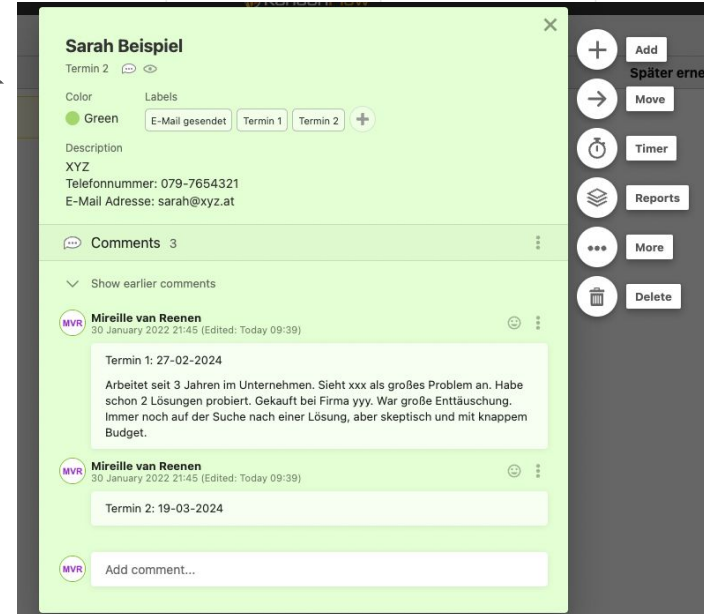 KanbanFlow
Sarah Beispiel
Termin 2
Color Labels
Green E-Mail gesendet Termin 1 Termin 2
Description
XYZ
Telefonnummer: 079-7654321
E-Mail Adresse: sarah@xyz.at
Comments 3
Show earlier comments
MVR Mireille van Reenen
30 January 2022 21:45 (Edited: Today 09:39)
Termin 1: 27-02-2024
Arbeitet seit 3 Jahren im Unternehmen. Sieht xxx als großes Problem an. Habe
schon 2 Lösungen probiert. Gekauft bei Firma yyy. War große Enttäuschung.
Immer noch auf der Suche nach einer Lösung, aber skeptisch und mit knappem
Budget.
MVR Mireille van Reenen
30 January 2022 21:45 (Edited: Today 09:39)
Termin 2: 19-03-2024
MVR Add comment...
Add
Später erne
Move
Timer
Reports
More
Delete